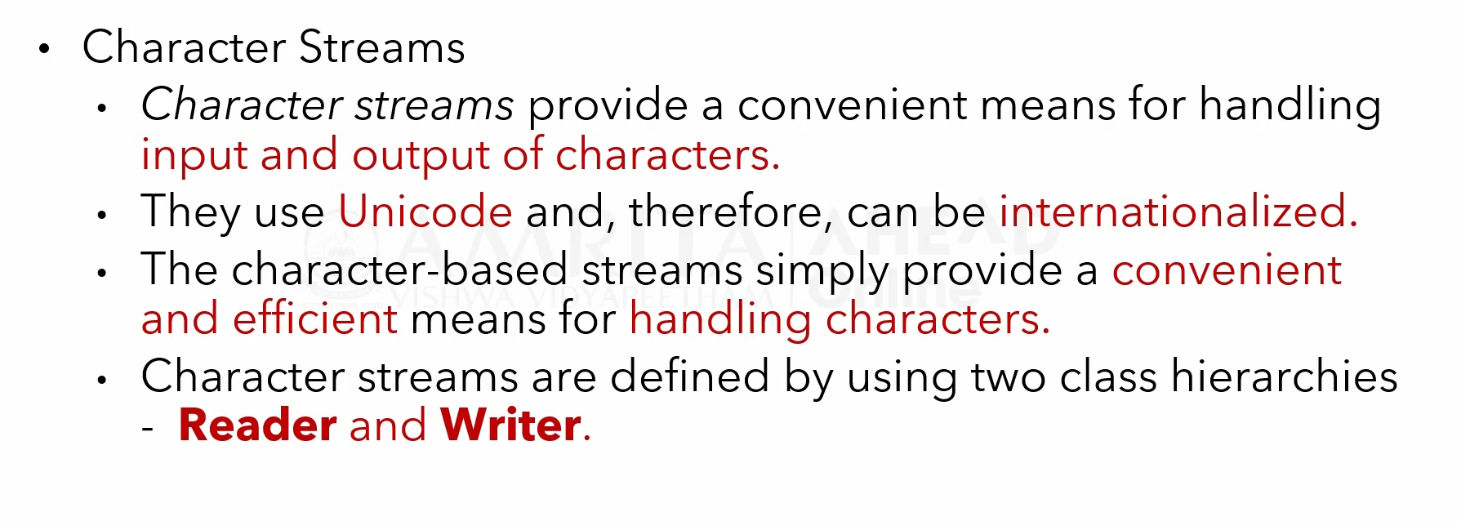 • Character Streams
• Character streams provide a convenient means for handling
input and output of characters.
• They use Unicode and, therefore, can be internationalized.
• The character-based streams simply provide a convenient
and efficient means for handling characters.
• Character streams are defined by using two class hierarchies
- Reader and Writer.
AMRITA AHEAD
VISHWA VIDYAPEETHAM Online